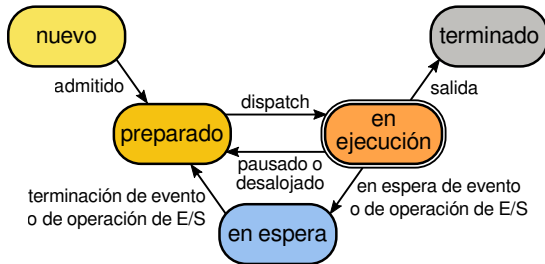 nuevo
terminado
admitido
salida
dispatch
preparado
en
ejecución
pausado o
desalojado
terminación de evento
o de operación de E/S
en espera de evento
o de operación de E/S
en espera